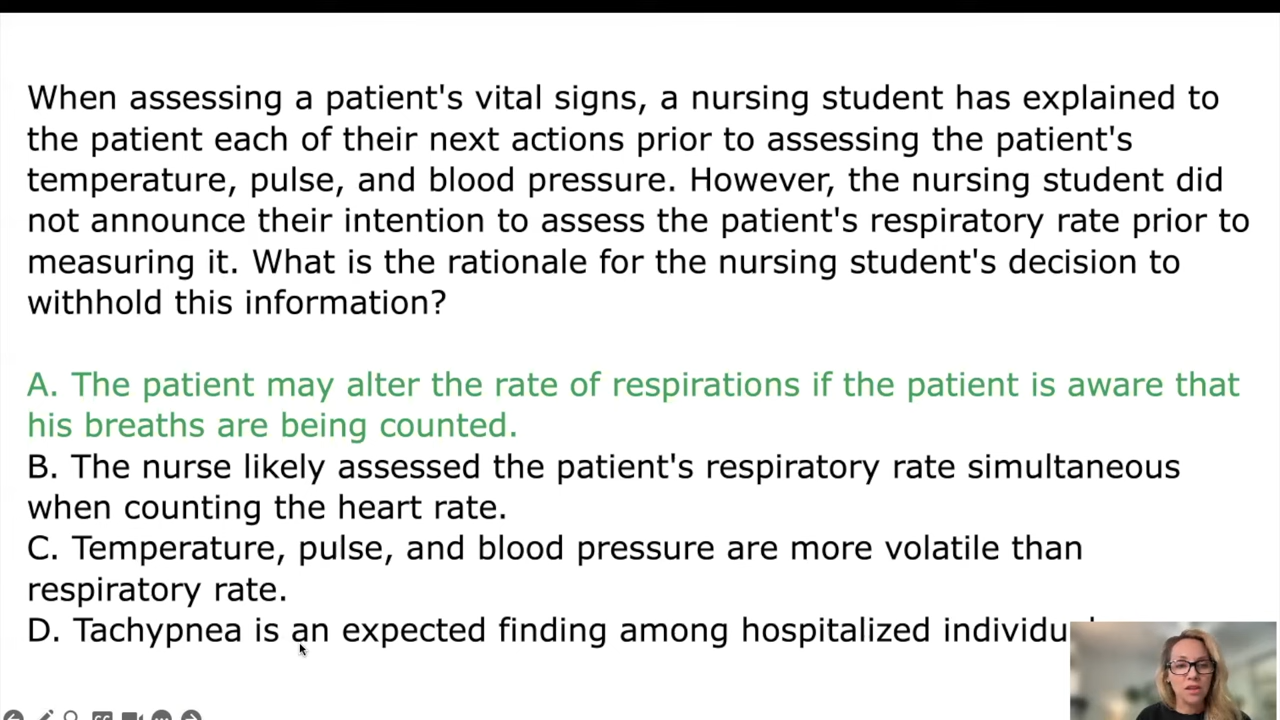 When assessing a patient's vital signs, a nursing student has explained to
the patient each of their next actions prior to assessing the patient's
temperature, pulse, and blood pressure. However, the nursing student did
not announce their intention to assess the patient's respiratory rate prior to
measuring it. What is the rationale for the nursing student's decision to
withhold this information?
A. The patient may alter the rate of respirations if the patient is aware that
his breaths are being counted.
B. The nurse likely assessed the patient's respiratory rate simultaneous
when counting the heart rate.
C. Temperature, pulse, and blood pressure are more volatile than
respiratory rate.
D. Tachypnea is an expected finding among hospitalized